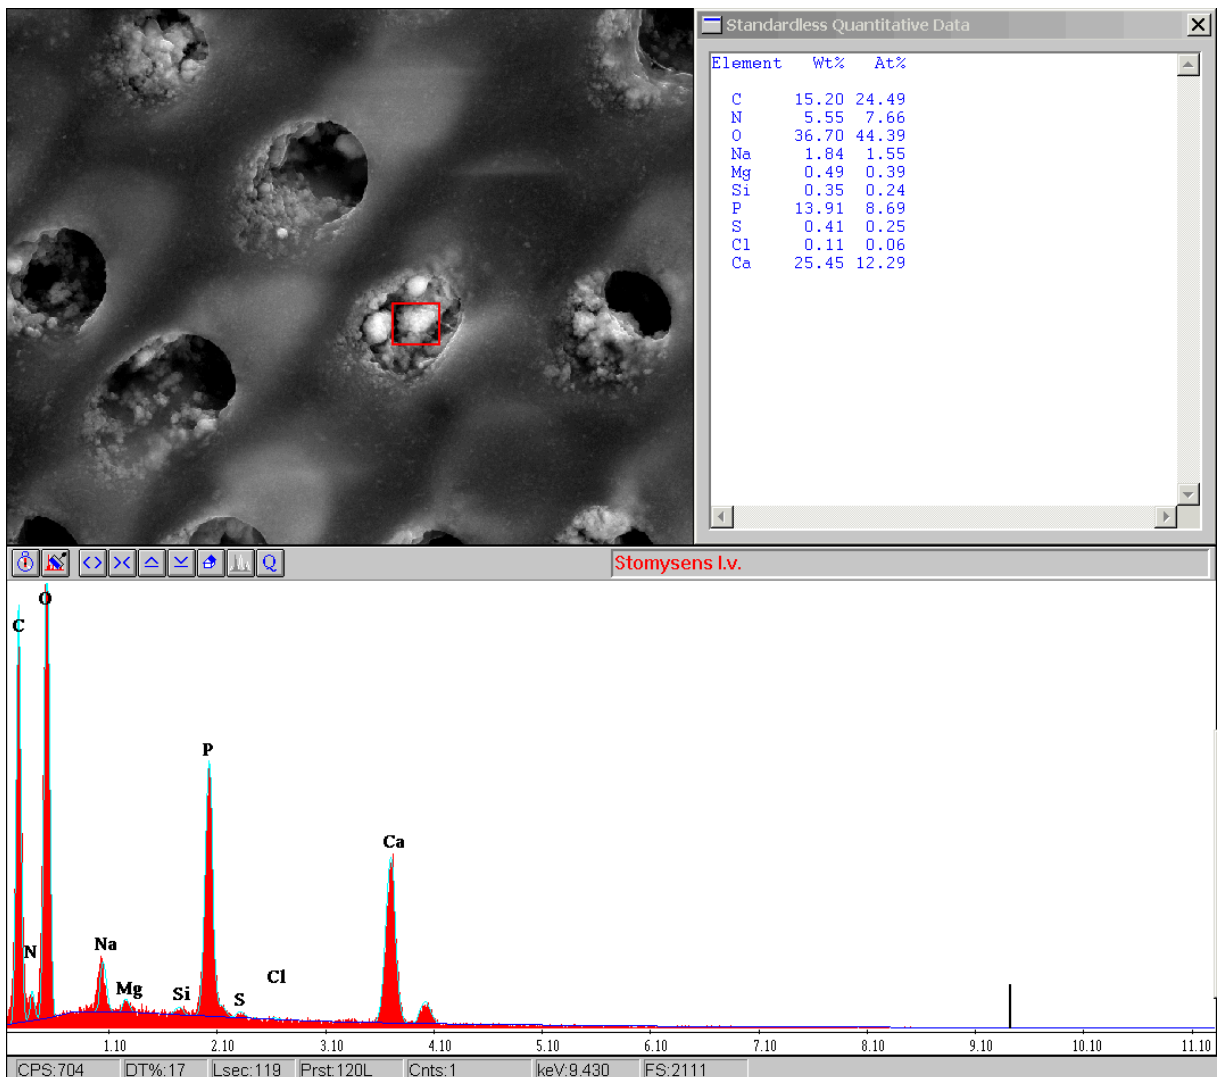 Standardless Quantitative Data
Element Wt% At%
C 15.20 24.49
N 5.55 7.66
O 36.70 44.39
Na 1.84 1.55
Mg 0.49 0.39
Si 0.35 0.24
P 13.91 8.69
S 0.41 0.25
Cl 0.11 0.06
Ca 25.45 12.29
Q
Stomysens l.v.
C
O
N
Na
Mg
Si
P
S
Cl
Ca
1.10 2.10 3.10 4.10 5.10 6.10 7.10 8.10 9.10 10.10 11.10
CPS:704 DT%:17 Lsec:119 Prst:120L Cnts:1 keV:9.430 FS:2111